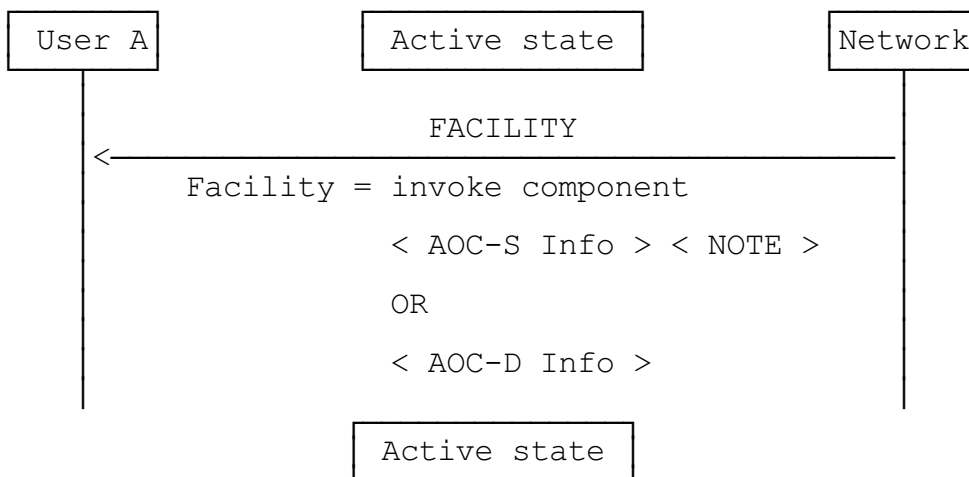 User A Active state Network
FACILITY
Facility = invoke component
< AOC-S Info > < NOTE >
OR
< AOC-D Info >
Active state